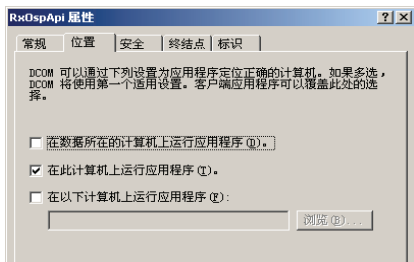 RxOspApi 属性
常规 位置 安全 终结点 标识
DCOM 可以通过下列设置为应用程序定位正确的计算机。如果多选，
DCOM 将使用第一个适用设置。客户端应用程序可以覆盖此处的选
择。
在数据所在的计算机上运行应用程序(D)。
在此计算机上运行应用程序(T)。
在以下计算机上运行应用程序(F):
浏览(B)...